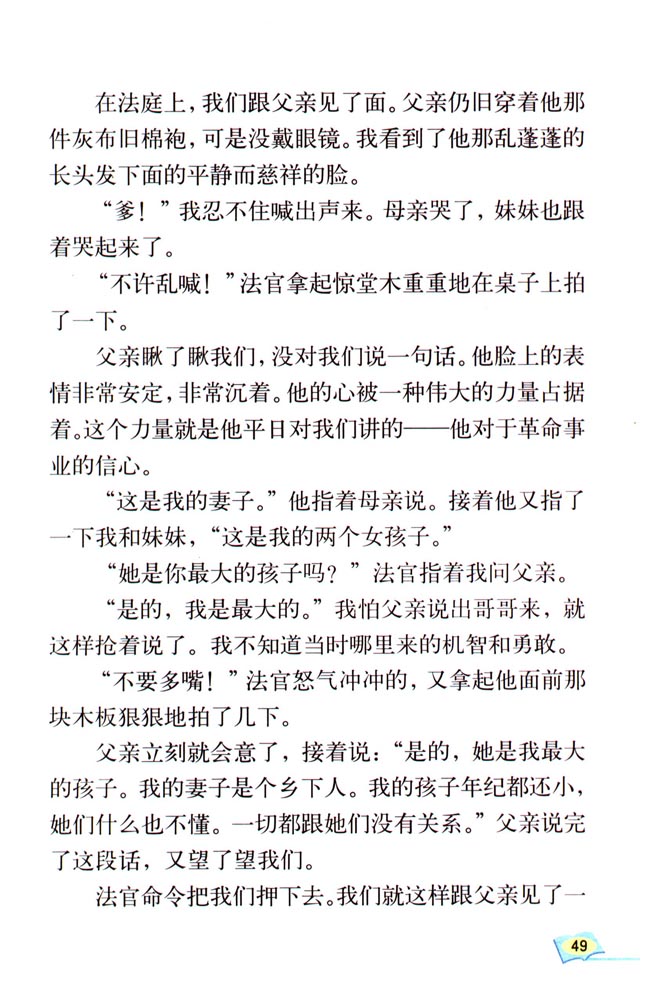 在法庭上，我们跟父亲见了面。父亲仍旧穿着他那
件灰布旧棉袍，可是没戴眼镜。我看到了他那乱蓬蓬的
长头发下面的平静而慈祥的脸。
“爹！”我忍不住喊出声来。母亲哭了，妹妹也跟
着哭起来了。
“不许乱喊！”法官拿起惊堂木重重地在桌子上拍
了一下。
父亲瞅了瞅我们，没对我们说一句话。他脸上的表
情非常安定，非常沉着。他的心被一种伟大的力量占据
着。这个力量就是他平日对我们讲的——他对于革命事
业的信心。
“这是我的妻子。”他指着母亲说。接着他又指了
一下我和妹妹，“这是我的两个女孩子。”
“她是你最大的孩子吗？”法官指着我问父亲。
“是的，我是最大的。”我怕父亲说出哥哥来，就
这样抢着说了。我不知道当时哪里来的机智和勇敢。
“不要多嘴！”法官怒气冲冲的，又拿起他面前那
块木板狠狠地拍了几下。
父亲立刻就会意了，接着说：“是的，她是我最大
的孩子。我的妻子是个乡下人。我的孩子年纪都还小，
她们什么也不懂。一切都跟她们没有关系。”父亲说完
了这段话，又望了望我们。
法官命令把我们押下去。我们就这样跟父亲见了一
49